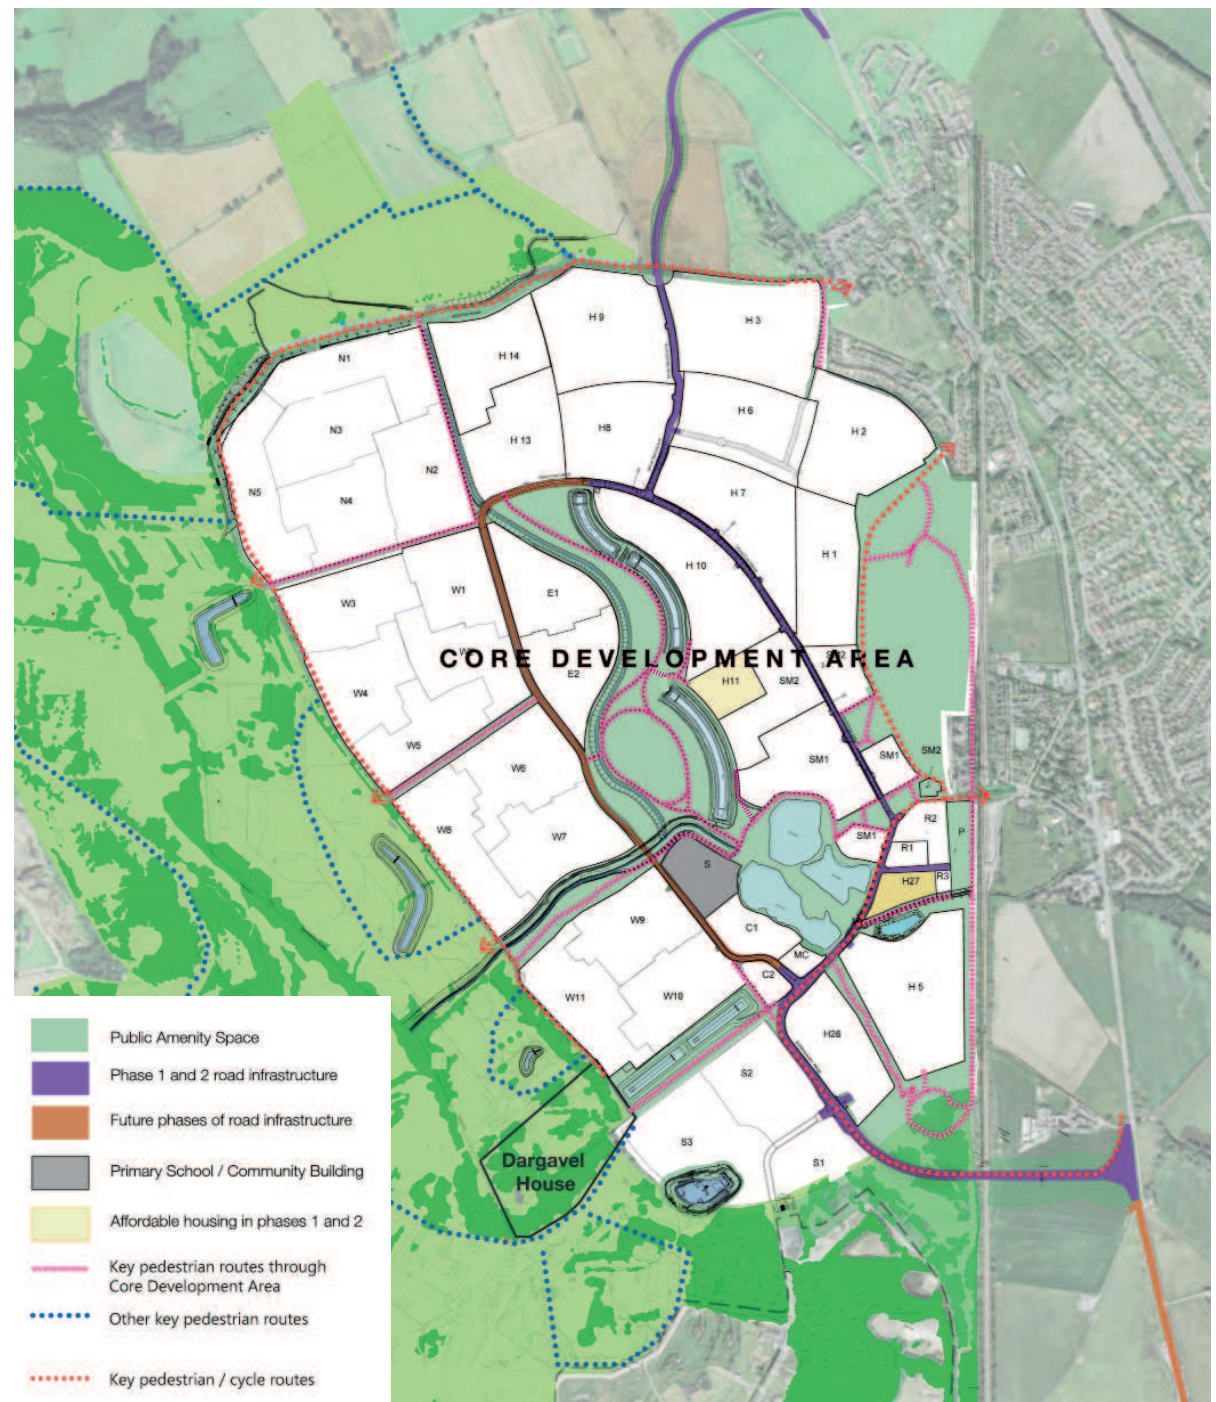 H 9
H 3
N1
H 14
H 6
N3
H 13
H8
H 2
N2
N5
N4
H 7
H 1
H 10
W3
W1
E1
CORE DEVELOPMENT AREA
SM2
E2
H11
SM2
W4
W5
SM2
SM1
SM1
W6
W8
W7
R2
P
SM1
R1
S
H27
R3
W9
C1
MC
C2
W11
W10
H 5
H26
S2
S3
S1
Dargavel
House
Public Amenity Space
Phase 1 and 2 road infrastructure
Future phases of road infrastructure
Primary School / Community Building
Affordable housing in phases 1 and 2
Key pedestrian routes through
Core Development Area
Other key pedestrian routes
Key pedestrian / cycle routes